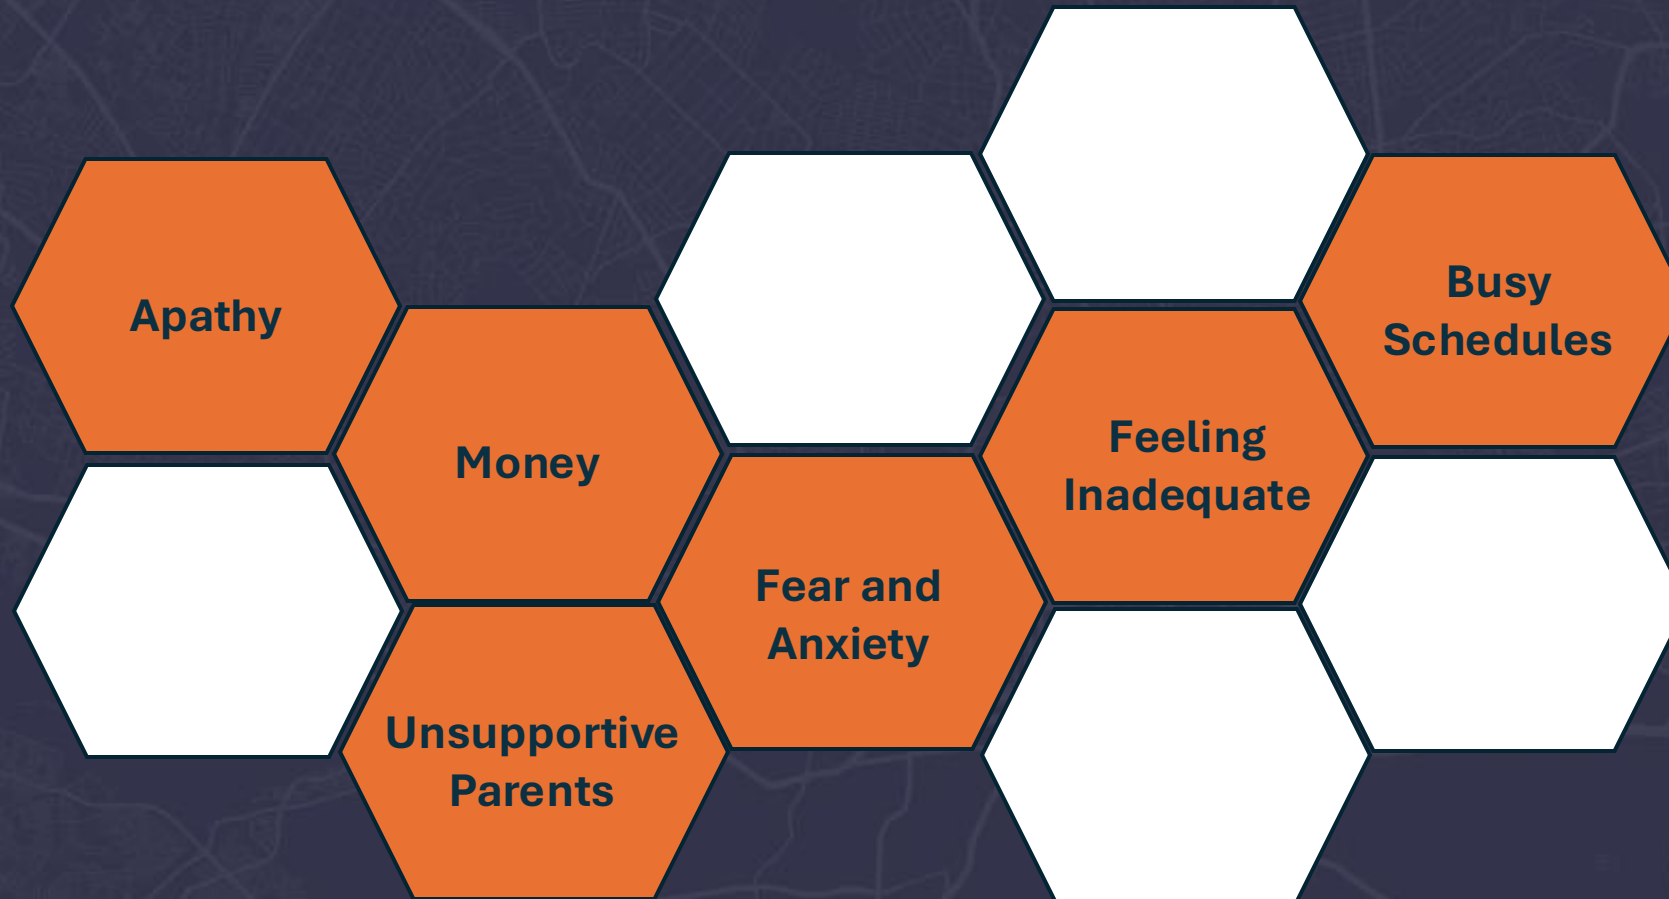 Apathy
Money
Unsupportive
Parents
Fear and
Anxiety
Feeling
Inadequate
Busy
Schedules